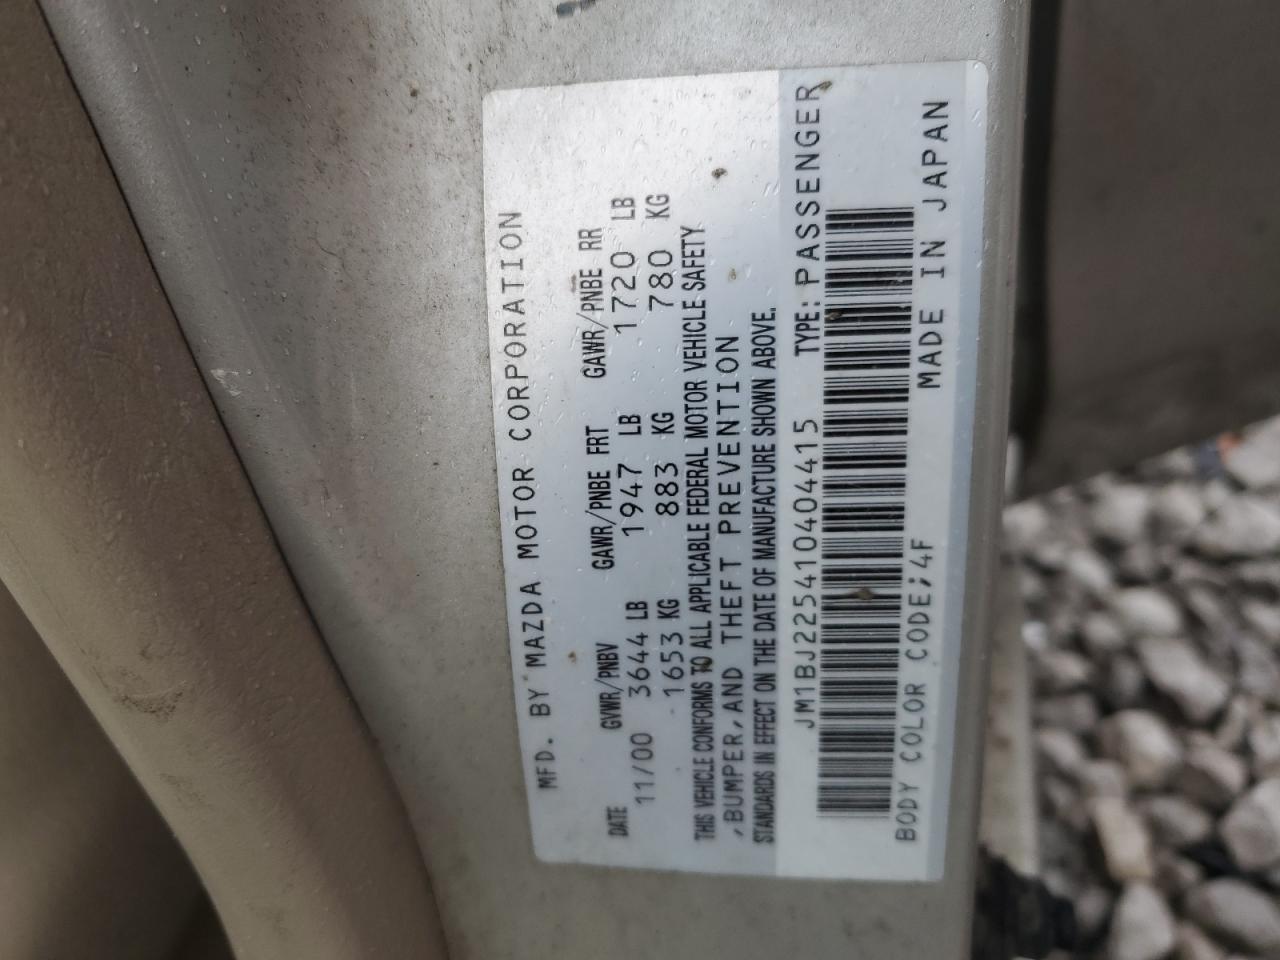 MFD. BY MAZDA MOTOR CORPORATION
DATE GVWR/PNBV GAWR/PNBE FRT GAWR/PNBE RR
11/00 3644 LB 1947 LB 1720 LB
1653 KG 883 KG 780 KG
THIS VEHICLE CONFORMS TO ALL APPLICABLE FEDERAL MOTOR VEHICLE SAFETY
,BUMPER,AND THEFT PREVENTION
STANDARDS IN EFFECT ON THE DATE OF MANUFACTURE SHOWN ABOVE.
JM1BJ225410404415 TYPE: PASSENGER
BODY COLOR CODE;4F MADE IN JAPAN